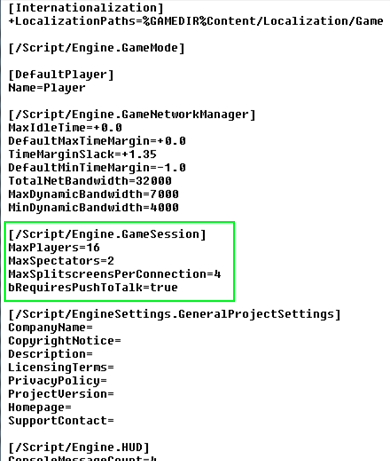 [Internationalization]
+LocalizationPaths=%GAMEDIR%Content/Localization/Game
[/Script/Engine.GameMode]
[DefaultPlayer]
Name=Player
[/Script/Engine.GameNetworkManager]
MaxIdleTime=+0.0
DefaultMaxTimeMargin=+0.0
TimeMarginSlack=+1.35
DefaultMinTimeMargin=-1.0
TotalNetBandwidth=32000
MaxDynamicBandwidth=7000
MinDynamicBandwidth=4000
[/Script/Engine.GameSession]
MaxPlayers=16
MaxSpectators=2
MaxSplitscreensPerConnection=4
bRequiresPushToTalk=true
[/Script/EngineSettings.GeneralProjectSettings]
CompanyName=
CopyrightNotice=
Description=
LicensingTerms=
PrivacyPolicy=
ProjectVersion=
Homepage=
SupportContact=
[/Script/Engine.HUD]
ConsoleMessageCount=4